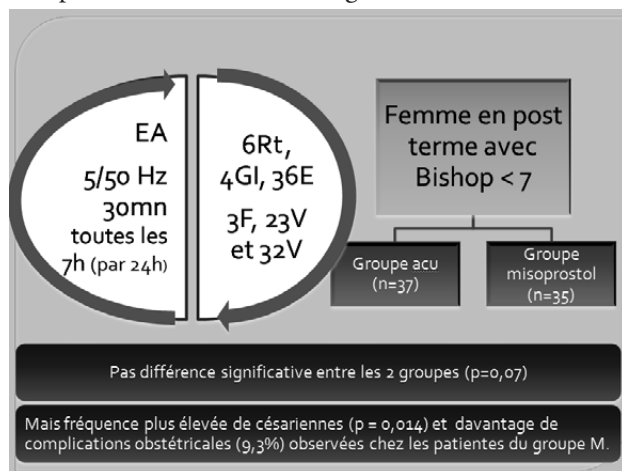 EA
5/50 Hz
30mn
toutes les
7h (par 24h)
6Rt,
4GI, 36E
3F, 23V
et 32V
Femme en post
terme avec
Bishop < 7
Groupe acu
(n=37)
Groupe
misoprostol
(n=35)
Pas différence significative entre les 2 groupes (p=0,07)
Mais fréquence plus élevée de césariennes (p = 0,014) et davantage de
complications obstétricales (9,3%) observées chez les patientes du groupe M.